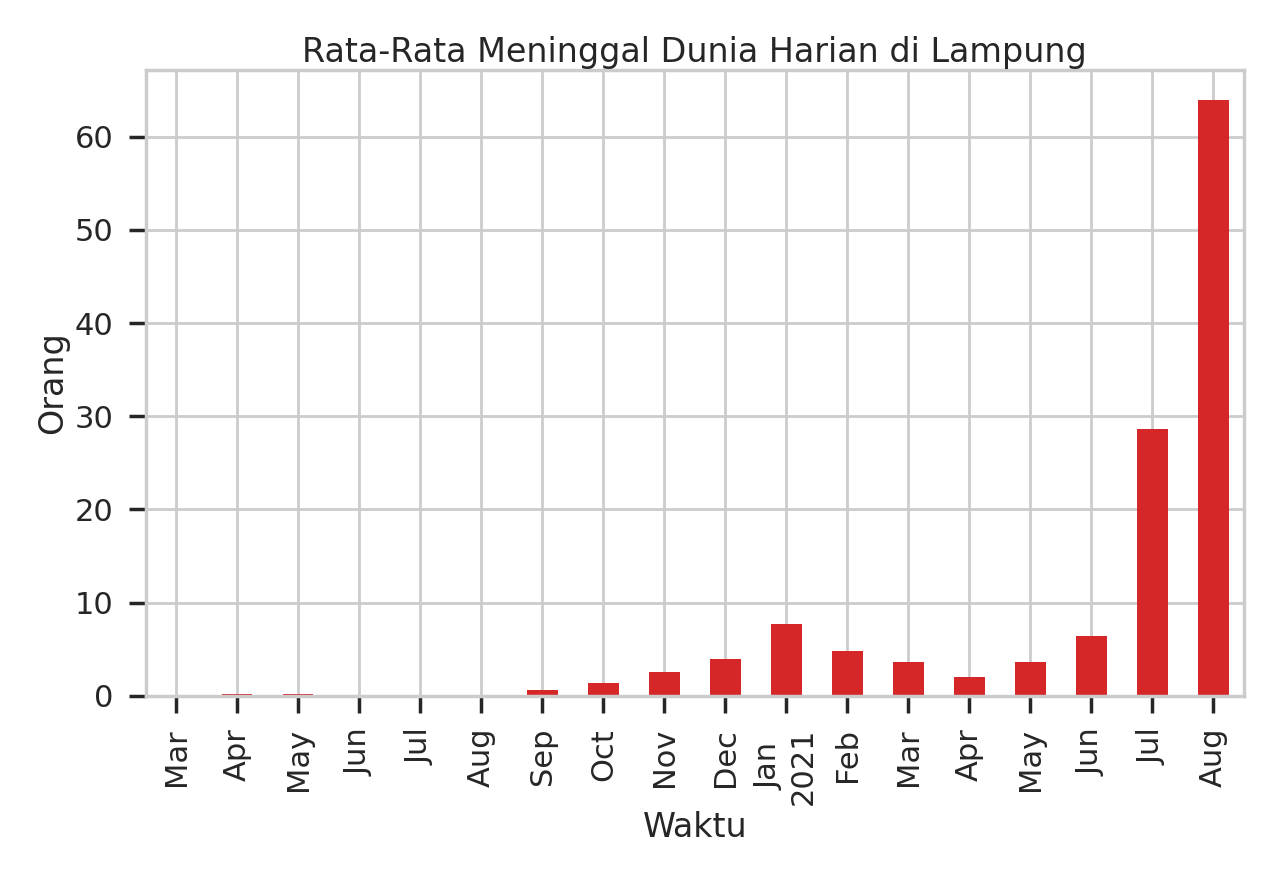 Rata-Rata Meninggal Dunia Harian di Lampung
60
50
40
30
20
10
0
Orang
Mar
Apr
May
Jun
Jul
Aug
Sep
Oct
Nov
Dec
Jan
2021
Feb
Mar
Apr
May
Jun
Jul
Aug
Waktu